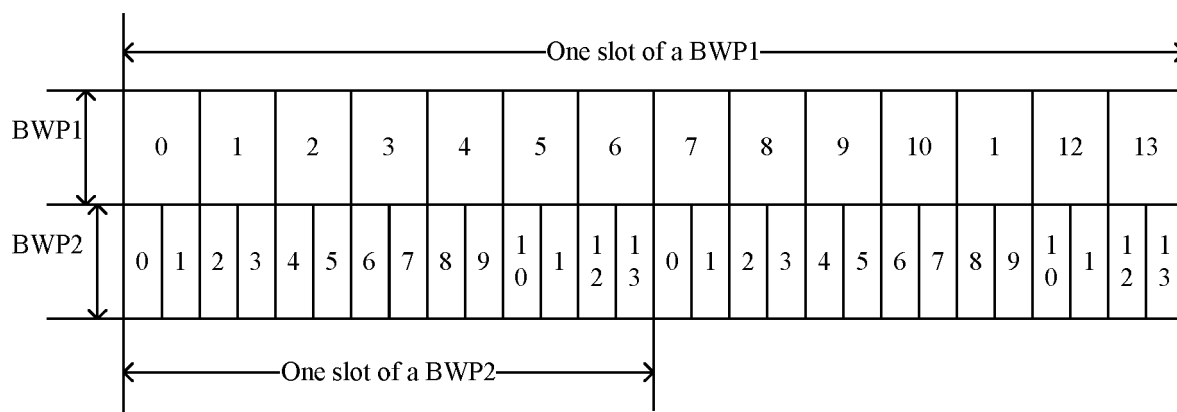 One slot of a BWP1
BWP1 0 1 2 3 4 5 6 7 8 9 10 1 12 13
BWP2 0 1 2 3 4 5 6 7 8 9 10 1 12 13 0 1 2 3 4 5 6 7 8 9 10 1 12 13
One slot of a BWP2